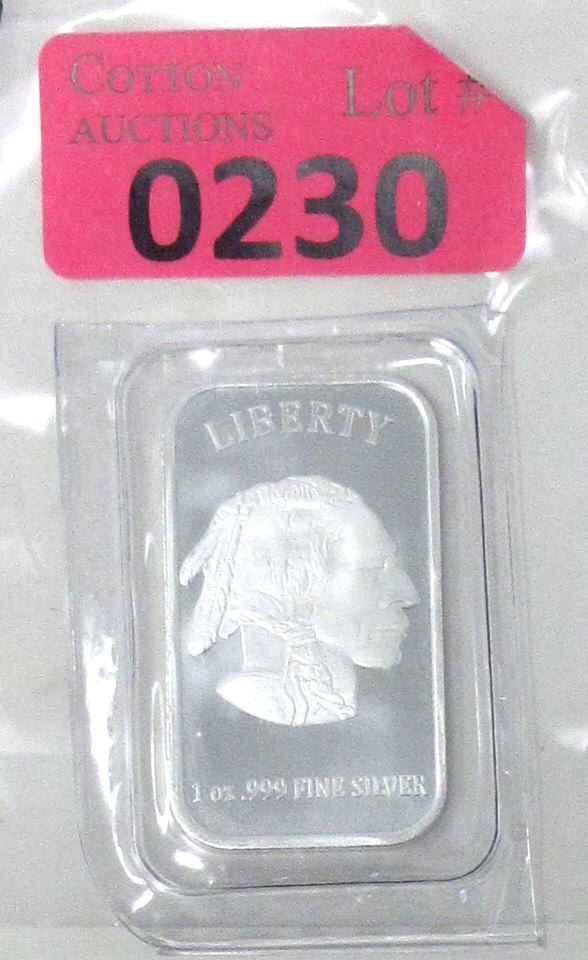 COTTON
AUCTIONS
Lot #
0230
LIBERTY
1 oz .999 FINE SILVER